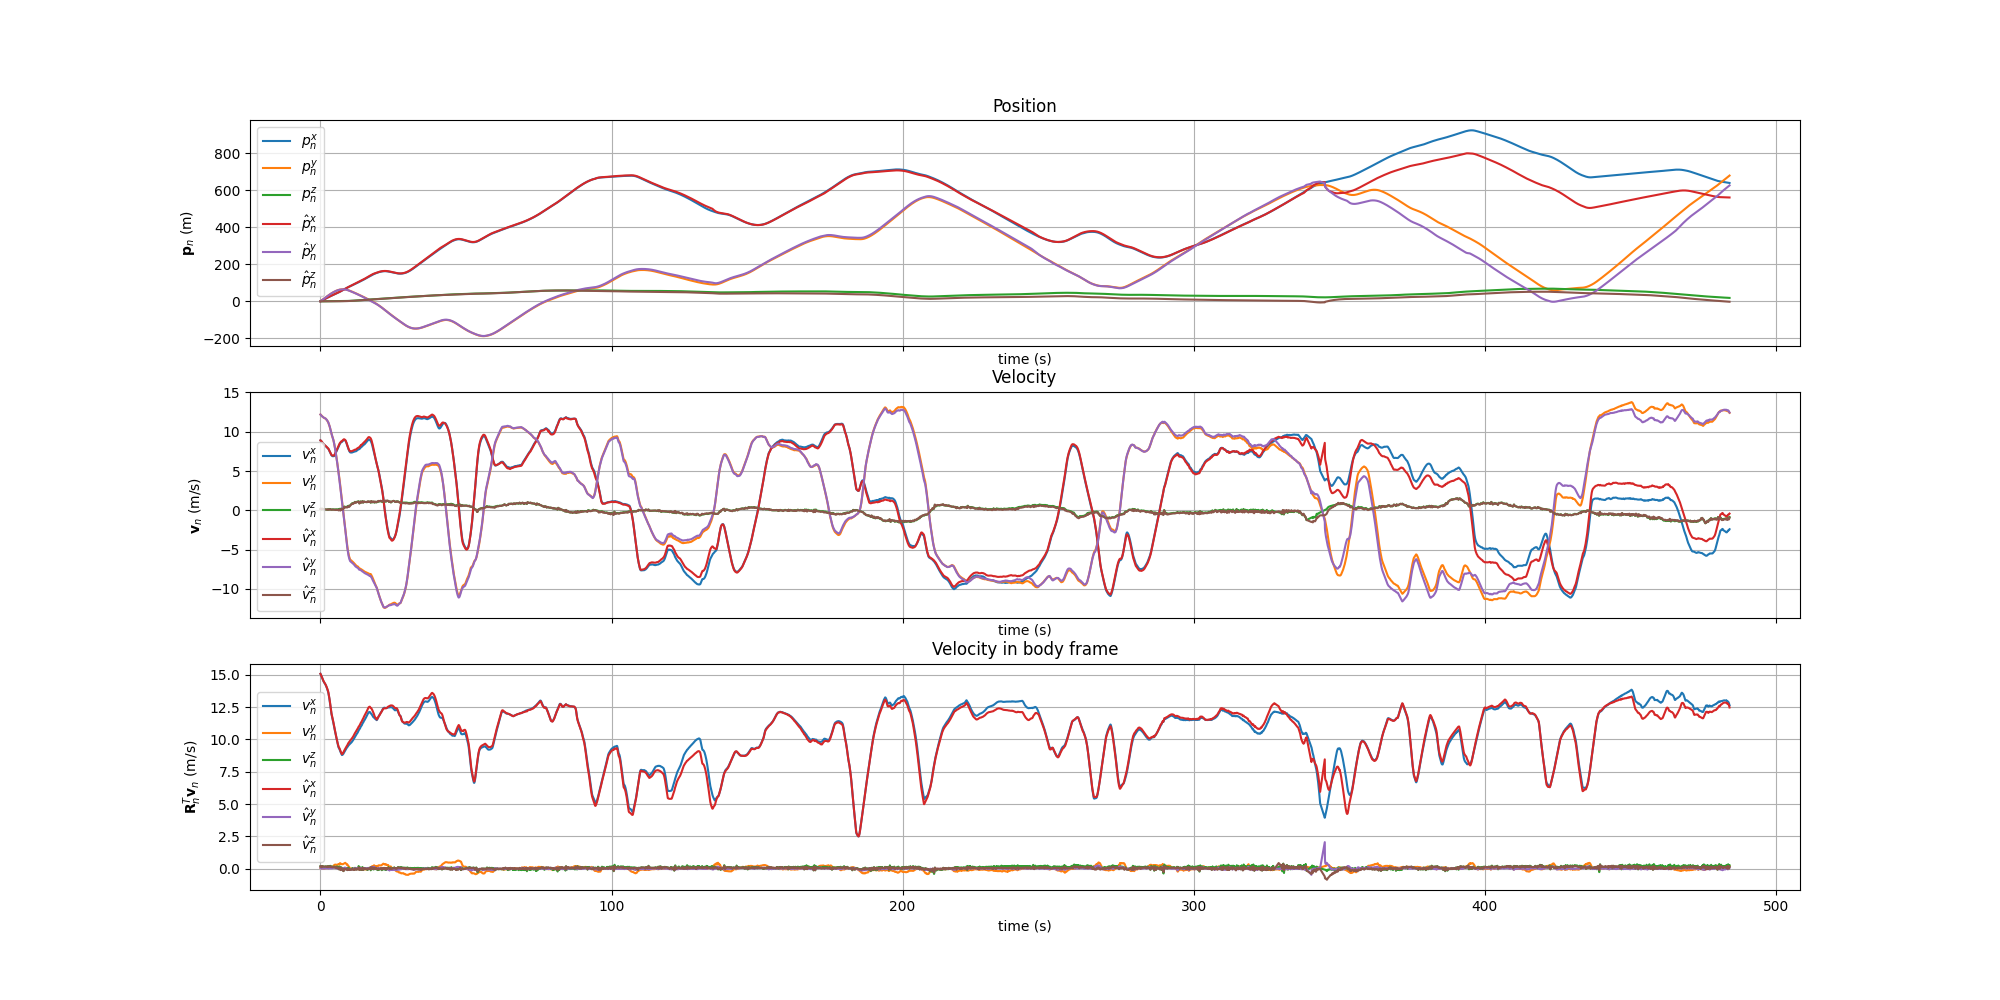 Position
800
600
400
200
0
−200
p_n (m)
p_n^x
p_n^y
p_n^z
p̂_n^x
p̂_n^y
p̂_n^z
time (s)
Velocity
15
10
5
0
−5
−10
v_n (m/s)
v_n^x
v_n^y
v_n^z
v̂_n^x
v̂_n^y
v̂_n^z
time (s)
Velocity in body frame
15.0
12.5
10.0
7.5
5.0
2.5
0.0
R_n^T v_n (m/s)
v_n^x
v_n^y
v_n^z
v̂_n^x
v̂_n^y
v̂_n^z
0 100 200 300 400 500
time (s)